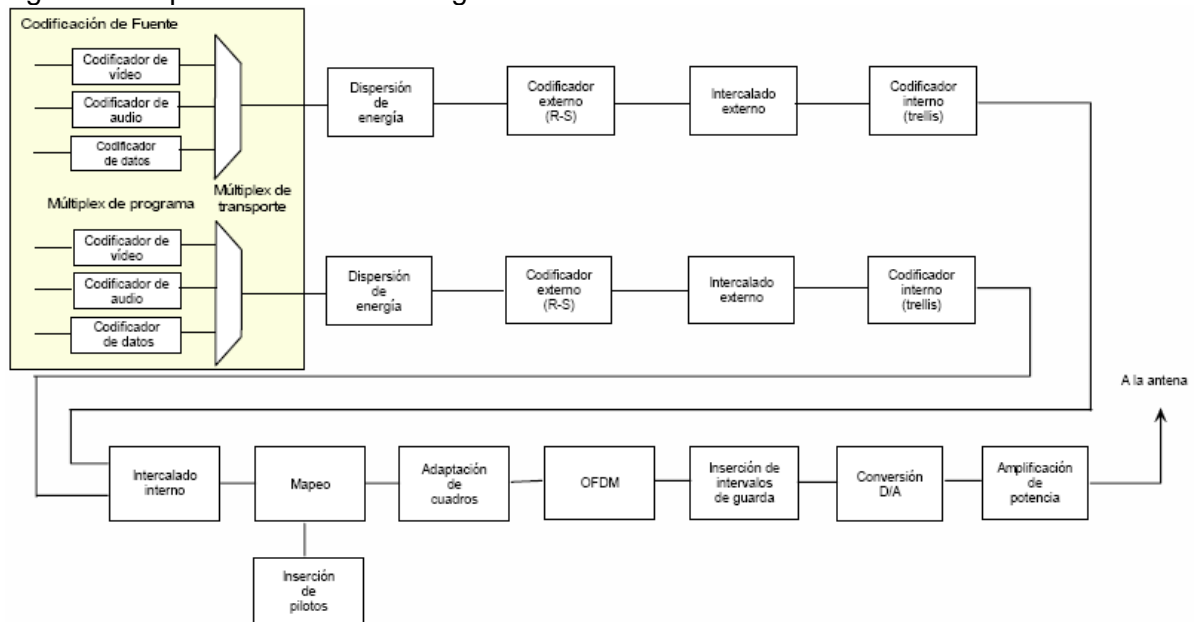 Codificación de Fuente
Codificador de
vídeo
Codificador de
audio
Codificador
de datos
Múltiplex de programa
Múltiplex de
transporte
Codificador de
vídeo
Codificador de
audio
Codificador
de datos
Dispersión
de
energía
Codificador
externo
(R-S)
Intercalado
externo
Codificador
interno
(trellis)
Dispersión
de
energía
Codificador
externo
(R-S)
Intercalado
externo
Codificador
interno
(trellis)
A la antena
Intercalado
interno
Mapeo
Adaptación
de
cuadros
OFDM
Inserción de
intervalos
de guarda
Conversión
D/A
Amplificación
de
potencia
Inserción
de
pilotos